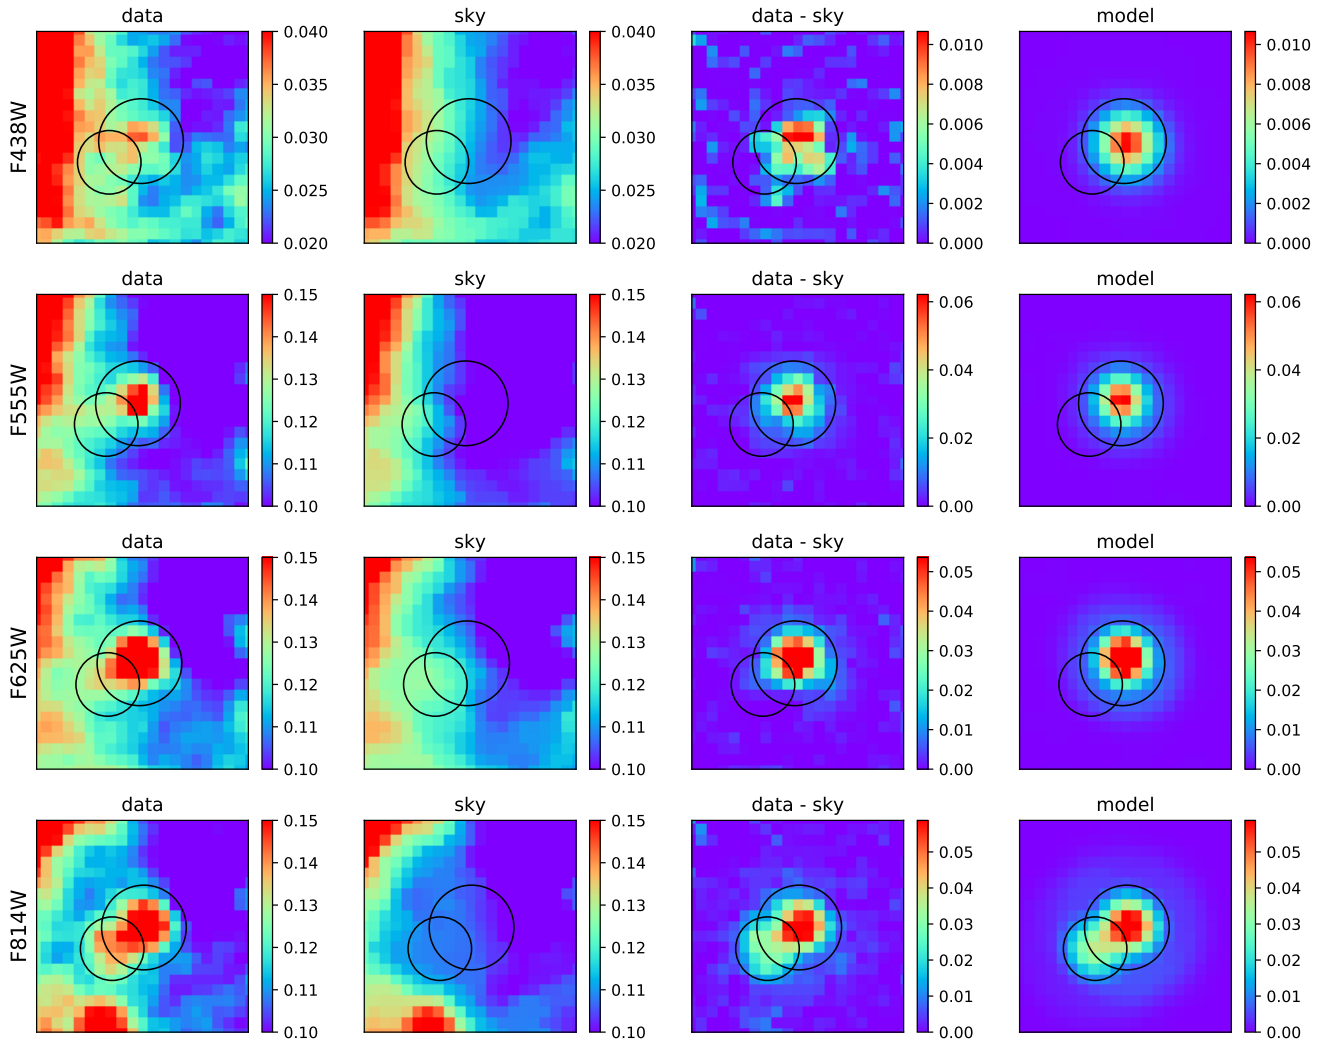 data sky data - sky model
F438W
0.040 0.040 0.010 0.010
0.035 0.035 0.008 0.008
0.030 0.030 0.006 0.006
0.025 0.025 0.004 0.004
0.002 0.002
0.020 0.020 0.000 0.000
data sky data - sky model
F555W
0.15 0.15 0.06 0.06
0.14 0.14
0.13 0.13 0.04 0.04
0.12 0.12
0.11 0.11 0.02 0.02
0.10 0.10 0.00 0.00
data sky data - sky model
F625W
0.15 0.15 0.05 0.05
0.14 0.14 0.04 0.04
0.13 0.13 0.03 0.03
0.12 0.12 0.02 0.02
0.11 0.11 0.01 0.01
0.10 0.10 0.00 0.00
data sky data - sky model
F814W
0.15 0.15 0.05 0.05
0.14 0.14 0.04 0.04
0.13 0.13 0.03 0.03
0.12 0.12 0.02 0.02
0.11 0.11 0.01 0.01
0.10 0.10 0.00 0.00